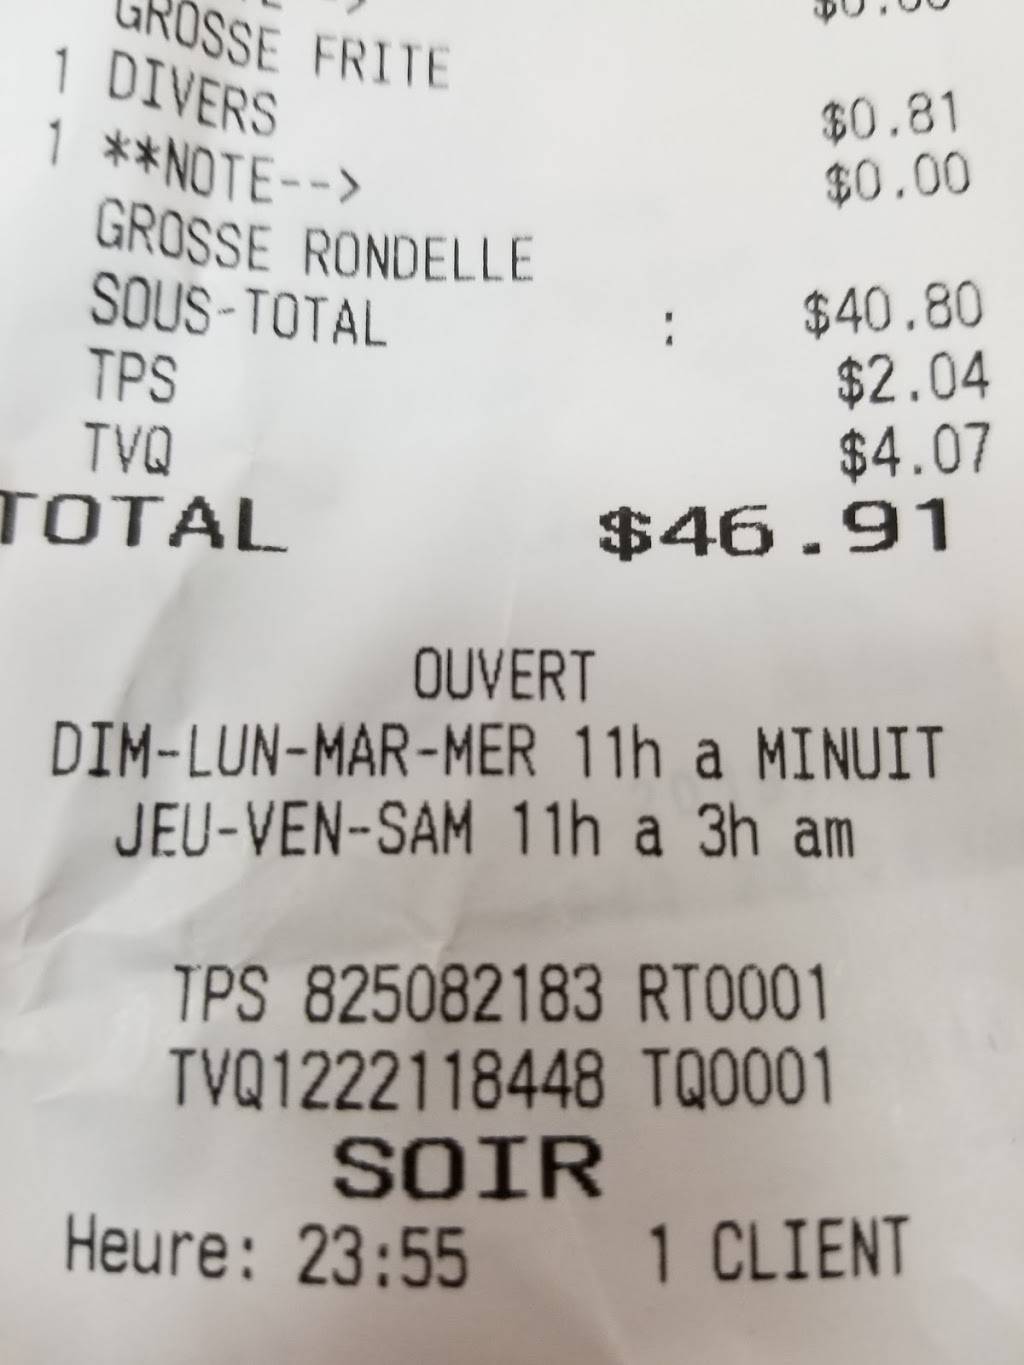 GROSSE FRITE
1 DIVERS $0.81
1 **NOTE--> $0.00
GROSSE RONDELLE
SOUS-TOTAL : $40.80
TPS $2.04
TVQ $4.07
TOTAL $46.91
OUVERT
DIM-LUN-MAR-MER 11h a MINUIT
JEU-VEN-SAM 11h a 3h am
TPS 825082183 RT0001
TVQ1222118448 TQ0001
SOIR
Heure: 23:55 1 CLIENT